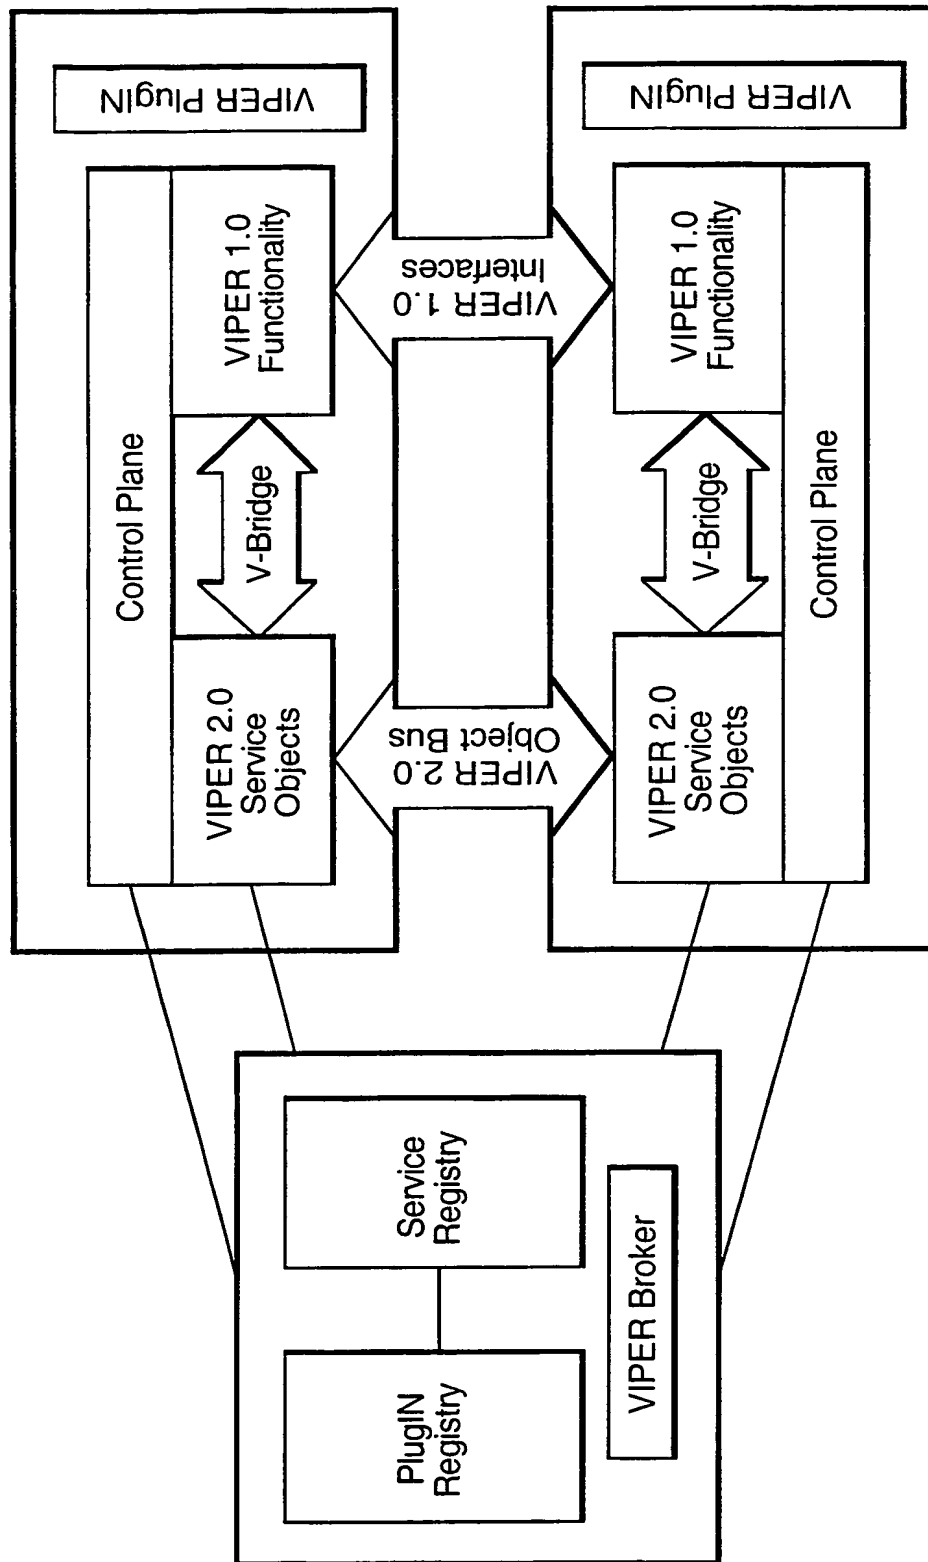 PlugIN
Registry
Service
Registry
VIPER Broker
Control Plane
VIPER 2.0
Service
Objects
V-Bridge
VIPER 1.0
Functionality
VIPER PlugIN
VIPER 2.0
Object Bus
VIPER 1.0
Interfaces
VIPER 2.0
Service
Objects
V-Bridge
VIPER 1.0
Functionality
Control Plane
VIPER PlugIN